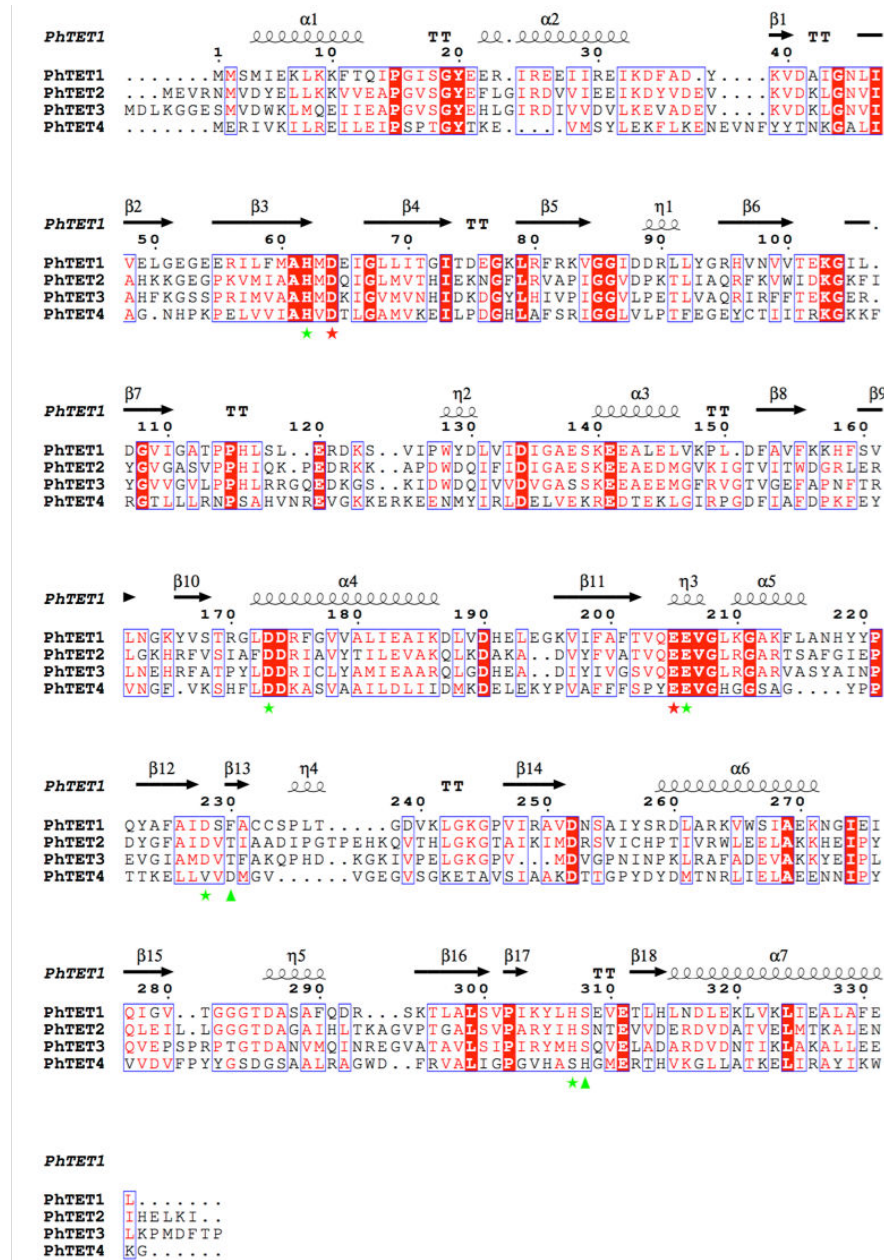 α1 TT α2 β1 TT
PhTET1
1 10 20 30 40
PhTET1 .......MMSMIEKLKKFTQIPGISGYEER.IREEIIREIKDFAD.Y....KVDAIGNLI
PhTET2 ..MEVRNMVDYELLKKVVEAPGVSGYEFLGIRDVVIEEIKDYVDEV....KVDKLGNVI
PhTET3 MDLKGGESMVDWKLMQEIIEAPGVSGYEHLGIRDIVVDVLKEVADEV....KVDKLGNVI
PhTET4 .......MERIVKILREILEIPSPTGYTKE....VMSYLEKFLKENEVNFYYTNKGALI
β2 β3 β4 TT β5 η1 β6
PhTET1
50 60 70 80 90 100
PhTET1 VELGEGEERILFMAHMDEIGLLITGITDEGKLRFRKVGGIDDRLLYGRHVNVVTEKGIL.
PhTET2 AHKKGEGPKVMIAAHMDQIGLMVTHIEKNGFLRVAPIGGVDPKTLIAQRFKVWIDKGKFI
PhTET3 AHFKGSSPRIMVAAHMDKIGVMVNHIDKDGYLHIVPIGGVLPETLVAQRIRFFTEKGER.
PhTET4 AG.NHPKPELVVIAHVDTIGAMVKEILPDGHLAFSRIGGLVLPTFEGEYCTIITRKGKKF
β7 TT η2 α3 TT β8 β9
PhTET1
110 120 130 140 150 160
PhTET1 DGVIGATPPHLSL..ERDKS..VIPWYDLVIDIGAESKEEALELVKPL.DFAVFKKHFSV
PhTET2 YGVGASVPPHIQK.PEDRKK..APDWDQIFIDIGAESKEEAEDMGVKIGTVITWDGRLER
PhTET3 YGVVGVLPPHLRRGQEDKGS..KIDWDQIVVDVGASSKEEAEEMGFRVGTVGEFAPNFTR
PhTET4 RGTLLLRNPSAHVNREVGKKERKEENMYIRLDELVEKREDTEKLGIRPGDFIAFDPKFEY
β10 α4 β11 η3 α5
PhTET1
170 180 190 200 210 220
PhTET1 LNGKYVSTRGLDDRFGVVALIEAIKDLVDHELEGKVIFAFTVQEEVGLKGAKFLANHYYP
PhTET2 LGKHRFVSIAFDDRIAVYTILEVAKQLKDAKA..DVYFVATVQEEVGLRGARTSAFGIEP
PhTET3 LNEHRFATPYLDDRICLYAMIEAARQLGDHEA..DIYIVGSVQEEVGLRGARVASYAINP
PhTET4 VNGF.VKSHFLDDKASVAAILDLIIDMKDELEKYPVAFFFSPYEEVGHGGSAG....YPP
β12 β13 η4 TT β14 α6
PhTET1
230 240 250 260 270
PhTET1 QYAFAIDSFACCSPLT.....GDVKLGKGPVIRAVDNSAIYSRDLARKVWSIAEKNGIEI
PhTET2 DYGFAIDVTIAADIPGTPEHKQVTHLGKGTAIKIMDRSVICHPTIVRWLEELAKKHEIPY
PhTET3 EVGIAMDVTFAKQPHD..KGKIVPELGKGPV..MDVGPNINPKLRAFADEVAKKYEIPL
PhTET4 TTKELLVVDMGV......VGEGVSGKETAVSIAAKDTTGPYDYDMTNRLIELAEENNIPY
β15 η5 β16 β17 TT β18 α7
PhTET1
280 290 300 310 320 330
PhTET1 QIGV..TGGGTDASAFQDR...SKTLALSVPIKYLHSEVETLHLNDLEKLVKLIEALAFE
PhTET2 QLEIL.LGGGTDAGAIHLTKAGVPTGALSVPARYIHSNTEVVDERDVDATVELMTKALEN
PhTET3 QVEPSPRPTGTDANVMQINREGVATAVLSIPIRYMHSQVELADARDVDNTIKLAKALLEE
PhTET4 VVDVFPYYGSDGSAALRAGWD..FRVALIGPGVHASHGMERTHVKGLLATKELIRAYIKW
PhTET1
PhTET1 L.......
PhTET2 IHELKI..
PhTET3 LKPMDFTP
PhTET4 KG......